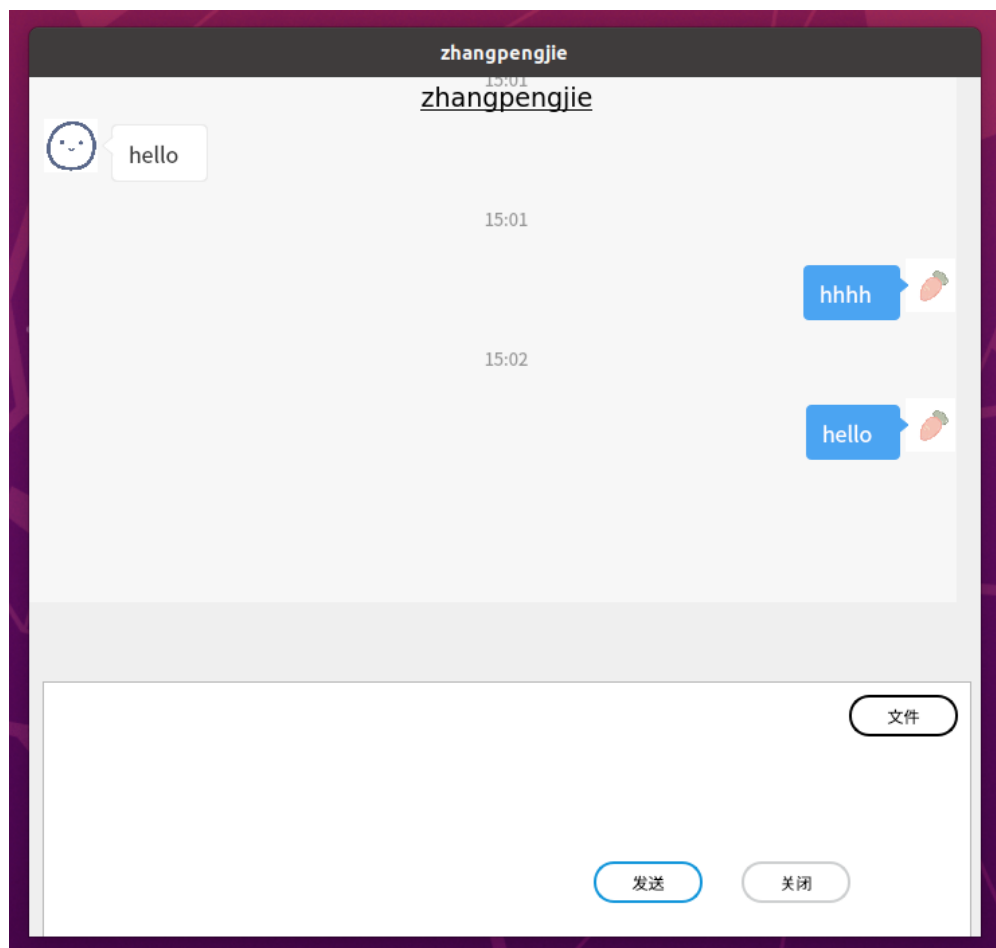 zhangpengjie
15:01
zhangpengjie
hello
15:01
hhhh
15:02
hello
文件
发送
关闭